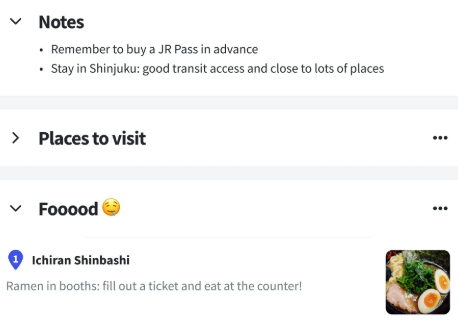 Notes
• Remember to buy a JR Pass in advance
• Stay in Shinjuku: good transit access and close to lots of places
Places to visit
Fooood 🤤
1 Ichiran Shinbashi
Ramen in booths: fill out a ticket and eat at the counter!